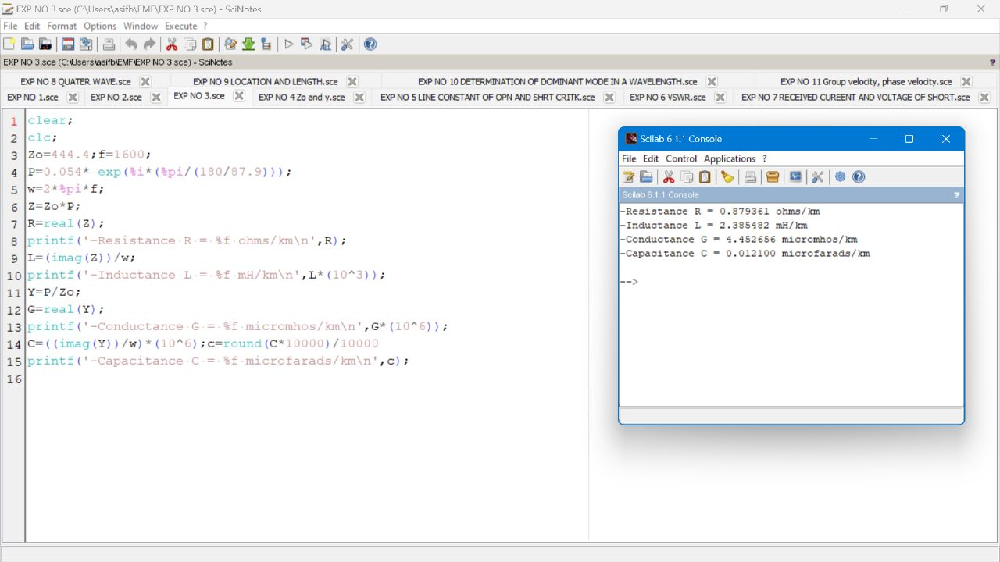 EXP NO 3.sce (C:\Users\asifb\EMF\EXP NO 3.sce) - SciNotes
File Edit Format Options Window Execute ?
EXP NO 3.sce (C:\Users\asifb\EMF\EXP NO 3.sce) - SciNotes ?
EXP NO 8 QUATER WAVE.sce EXP NO 9 LOCATION AND LENGTH.sce EXP NO 10 DETERMINATION OF DOMINANT MODE IN A WAVELENGTH.sce EXP NO 11 Group velocity, phase velocity.sce
EXP NO 1.sce EXP NO 2.sce EXP NO 3.sce EXP NO 4 Zo and y.sce EXP NO 5 LINE CONSTANT OF OPN AND SHRT CRITK.sce EXP NO 6 VSWR.sce EXP NO 7 RECEIVED CUREENT AND VOLTAGE OF SHORT.sce
1 clear;
2 clc;
3 Zo=444.4;f=1600;
4 P=0.054* exp(%i*(%pi/(180/87.9)));
5 w=2*%pi*f;
6 Z=Zo*P;
7 R=real(Z);
8 printf('-Resistance R = %f ohms/km\n',R);
9 L=(imag(Z))/w;
10 printf('-Inductance L = %f mH/km\n',L*(10^3));
11 Y=P/Zo;
12 G=real(Y);
13 printf('-Conductance G = %f micromhos/km\n',G*(10^6));
14 C=((imag(Y))/w)*(10^6);c=round(C*10000)/10000
15 printf('-Capacitance C = %f microfarads/km\n',c);
16
Scilab 6.1.1 Console
File Edit Control Applications ?
Scilab 6.1.1 Console ?
-Resistance R = 0.879361 ohms/km
-Inductance L = 2.385482 mH/km
-Conductance G = 4.452656 micromhos/km
-Capacitance C = 0.012100 microfarads/km
-->